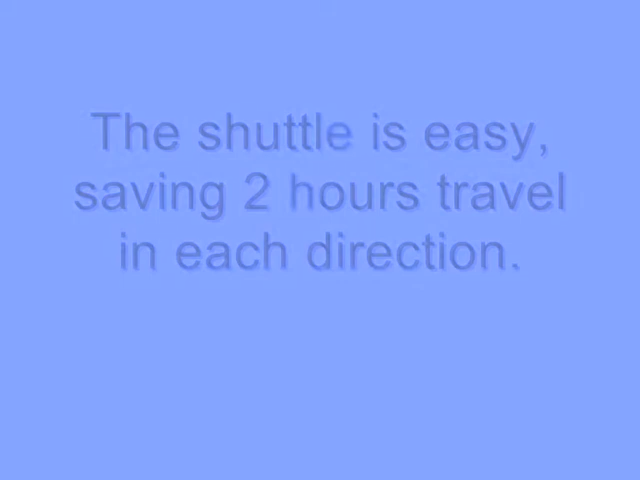 The shuttle is easy,
saving 2 hours travel
in each direction.